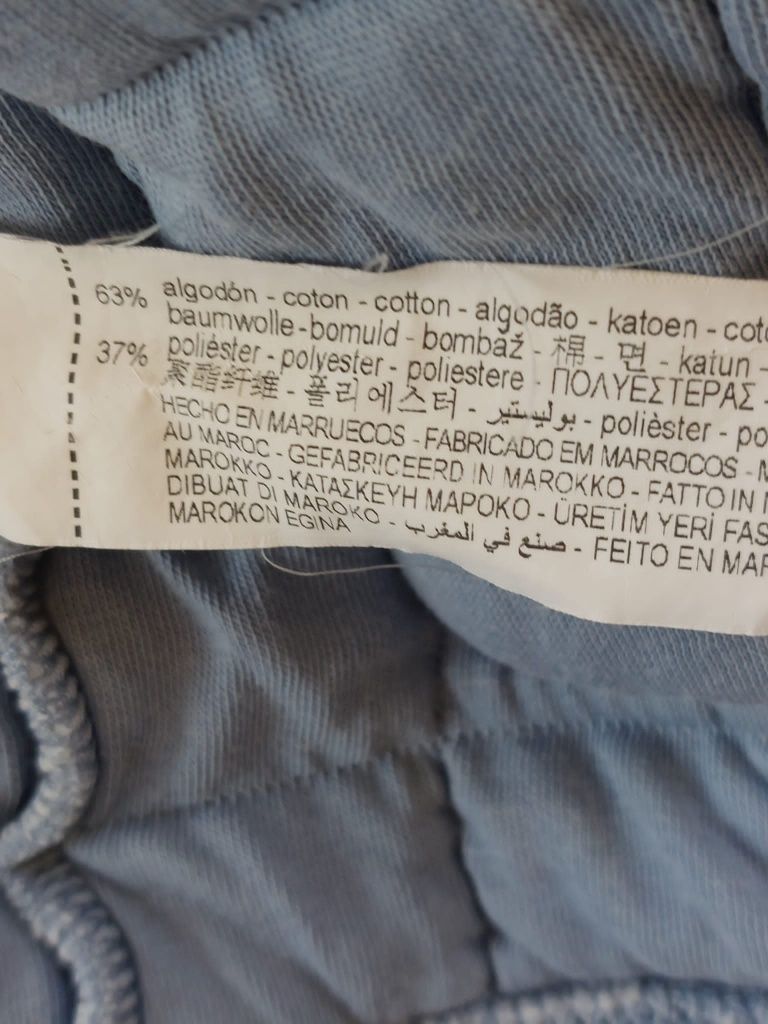 63% algodón - coton - cotton - algodão - katoen -
baumwolle - bomuld - bombaž - 棉 - 면 - katun -
37% poliéster - polyester - poliestere - ΠΟΛΥΕΣΤΕΡΑΣ -
聚酯纤维 - 폴리에스터 - بوليستير - polièster -
HECHO EN MARRUECOS - FABRICADO EM MARROCOS -
AU MAROC - GEFABRICEERD IN MAROKKO - FATTO IN
MAROKKO - ΚΑΤΑΣΚΕΥΗ ΜΑΡΟΚΟ - ÜRETİM YERİ FAS
DIBUAT DI MAROKO - صنع في المغرب - FEITO EN
MAROKON EGINA